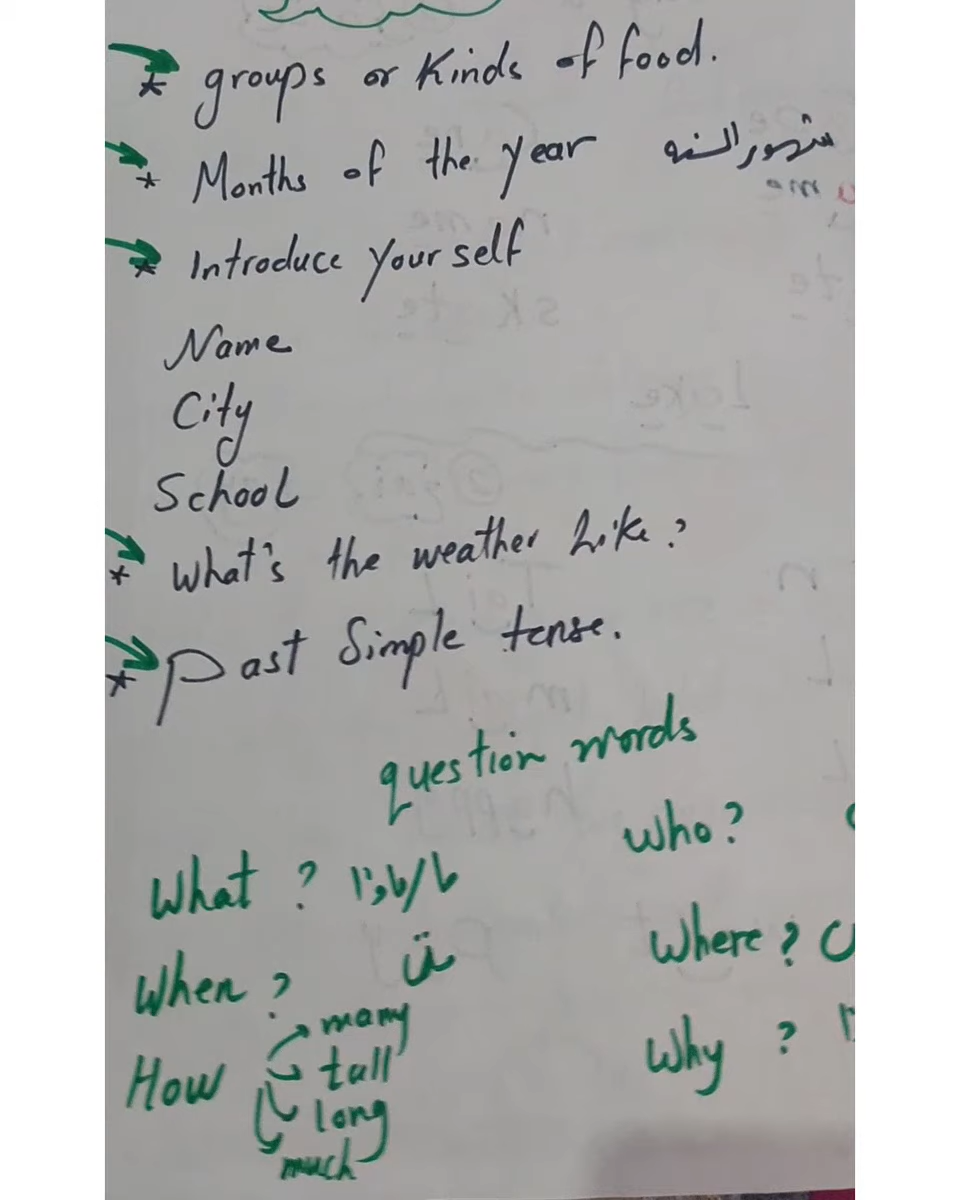 * groups or Kinds of food.
* Months of the year شهور السنه
* Introduce your self
Name
City
School
* What's the weather Like?
* Past Simple tense.
question words
What ? ما/ماذا
Who?
When ? متى
Where ?
How many
tall
long
much
Why ?